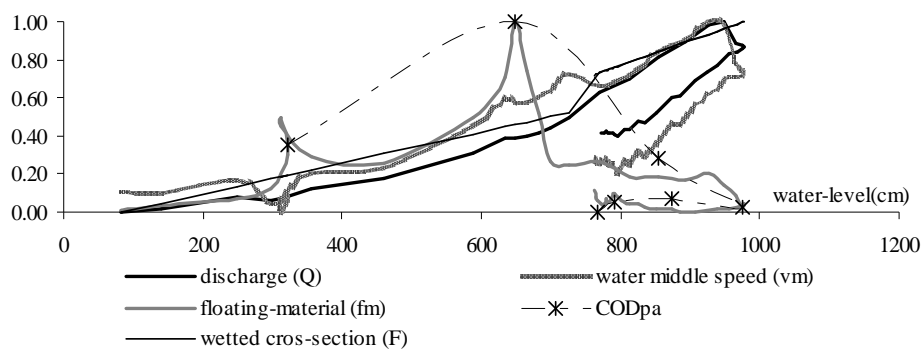 1.00
0.80
0.60
0.40
0.20
0.00
water-level(cm)
0 200 400 600 800 1000 1200
discharge (Q) water middle speed (vm)
floating-material (fm) CODpa
wetted cros-section (F)